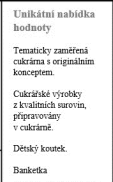 Unikátní nabídka
hodnoty
Tematicky zaměřená
cukrárna s originálním
konceptem.
Cukrářské výrobky
z kvalitních surovin,
připravovány
v cukrárně.
Dětský koutek.
Banketka